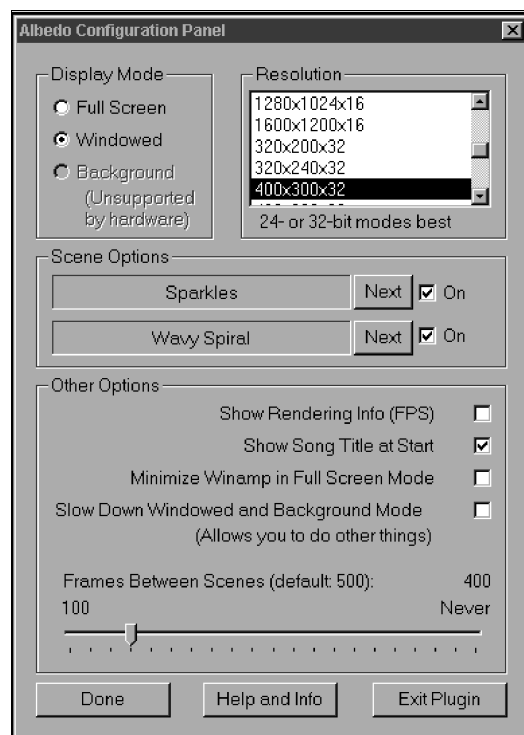 Albedo Configuration Panel
Display Mode
Full Screen
Windowed
Background
(Unsupported
by hardware)
Resolution
1280x1024x16
1600x1200x16
320x200x32
320x240x32
400x300x32
24- or 32-bit modes best
Scene Options
Sparkles
Next
On
Wavy Spiral
Next
On
Other Options
Show Rendering Info (FPS)
Show Song Title at Start
Minimize Winamp in Full Screen Mode
Slow Down Windowed and Background Mode
(Allows you to do other things)
Frames Between Scenes (default: 500): 400
100 Never
Done
Help and Info
Exit Plugin